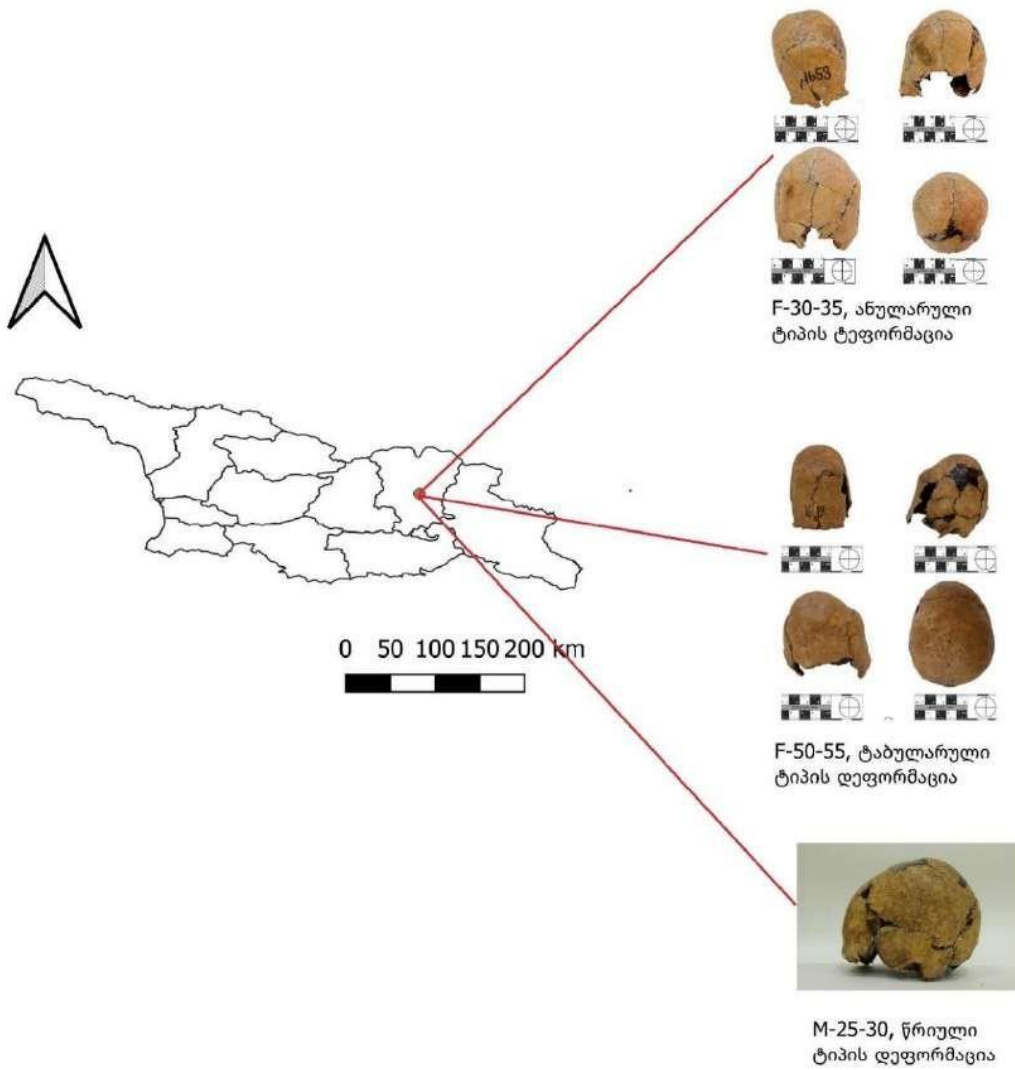 1653
F-30-35, ანულარული
ტიპის ტეფორმაცია
0 50 100 150 200 km
F-50-55, ტაბულარული
ტიპის დეფორმაცია
M-25-30, წრიული
ტიპის დეფორმაცია